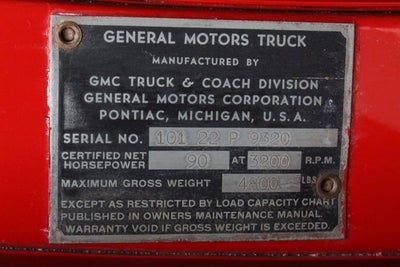 GENERAL MOTORS TRUCK
MANUFACTURED BY
GMC TRUCK & COACH DIVISION
GENERAL MOTORS CORPORATION
PONTIAC, MICHIGAN, U.S.A.
SERIAL NO. 101 22 P 9320
CERTIFIED NET HORSEPOWER 90 AT 3200 R.P.M.
MAXIMUM GROSS WEIGHT LBS
EXCEPT AS RESTRICTED BY LOAD CAPACITY CHART
PUBLISHED IN OWNERS MAINTENANCE MANUAL.
WARRANTY VOID IF GROSS WEIGHT IS EXCEEDED.